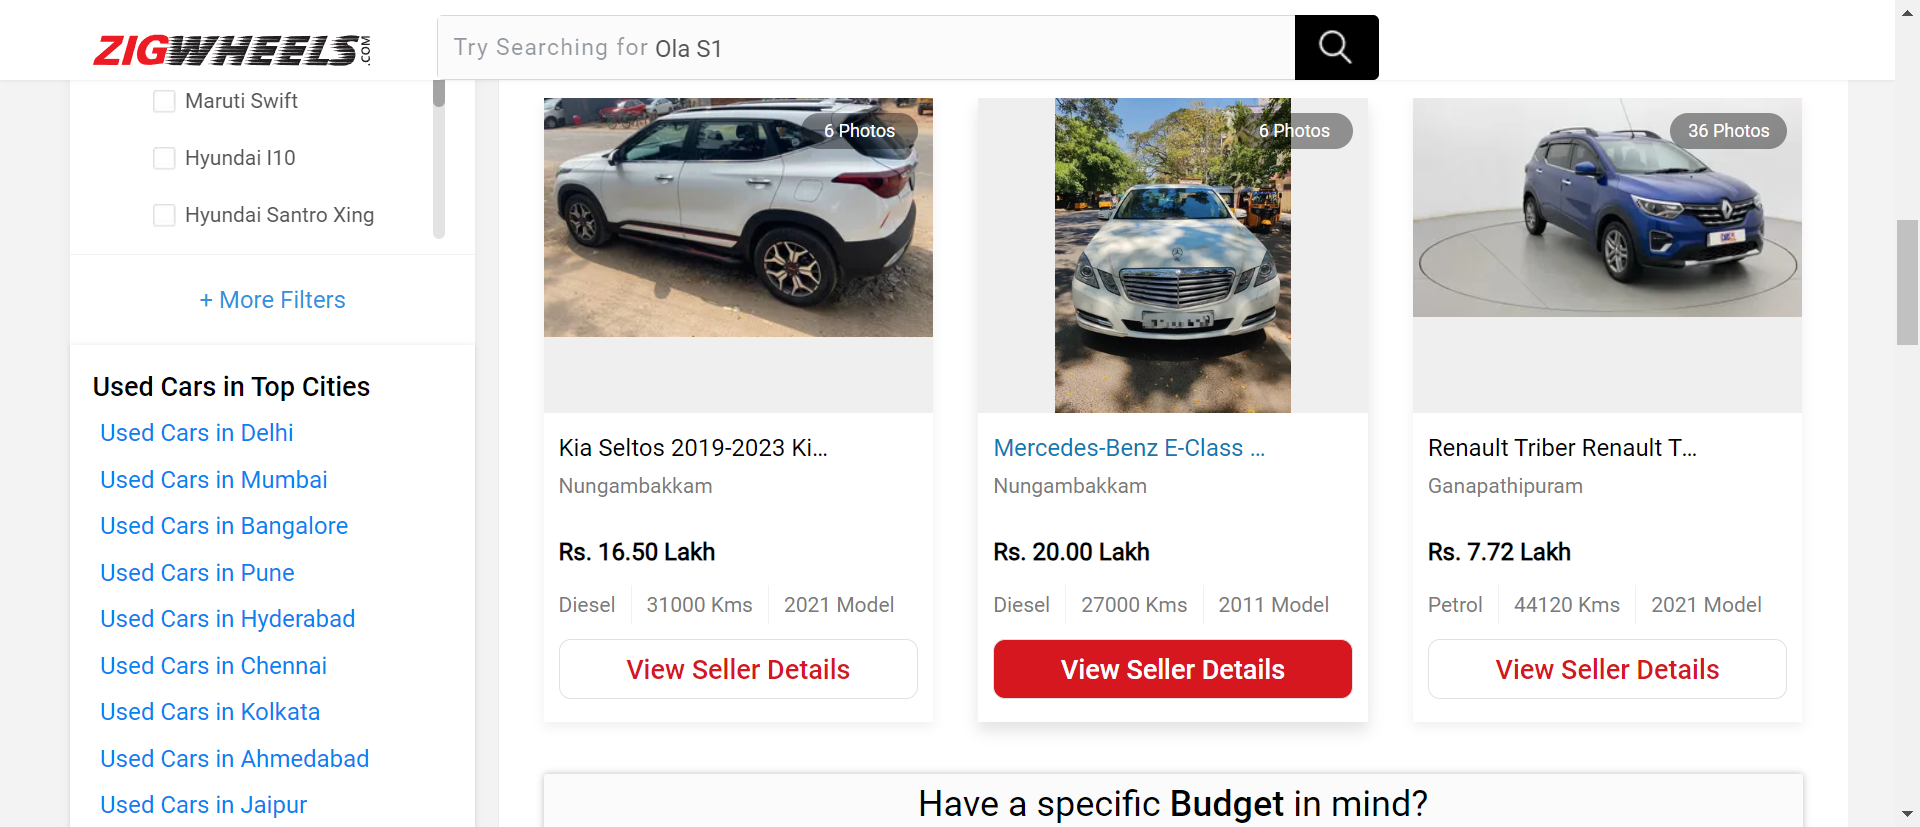 ZIGWHEELS.COM
Try Searching for Ola S1
Maruti Swift
Hyundai I10
Hyundai Santro Xing
+ More Filters
Used Cars in Top Cities
Used Cars in Delhi
Used Cars in Mumbai
Used Cars in Bangalore
Used Cars in Pune
Used Cars in Hyderabad
Used Cars in Chennai
Used Cars in Kolkata
Used Cars in Ahmedabad
Used Cars in Jaipur
6 Photos
Kia Seltos 2019-2023 Ki...
Nungambakkam
Rs. 16.50 Lakh
Diesel 31000 Kms 2021 Model
View Seller Details
6 Photos
Mercedes-Benz E-Class ...
Nungambakkam
Rs. 20.00 Lakh
Diesel 27000 Kms 2011 Model
View Seller Details
36 Photos
Renault Triber Renault T...
Ganapathipuram
Rs. 7.72 Lakh
Petrol 44120 Kms 2021 Model
View Seller Details
Have a specific Budget in mind?